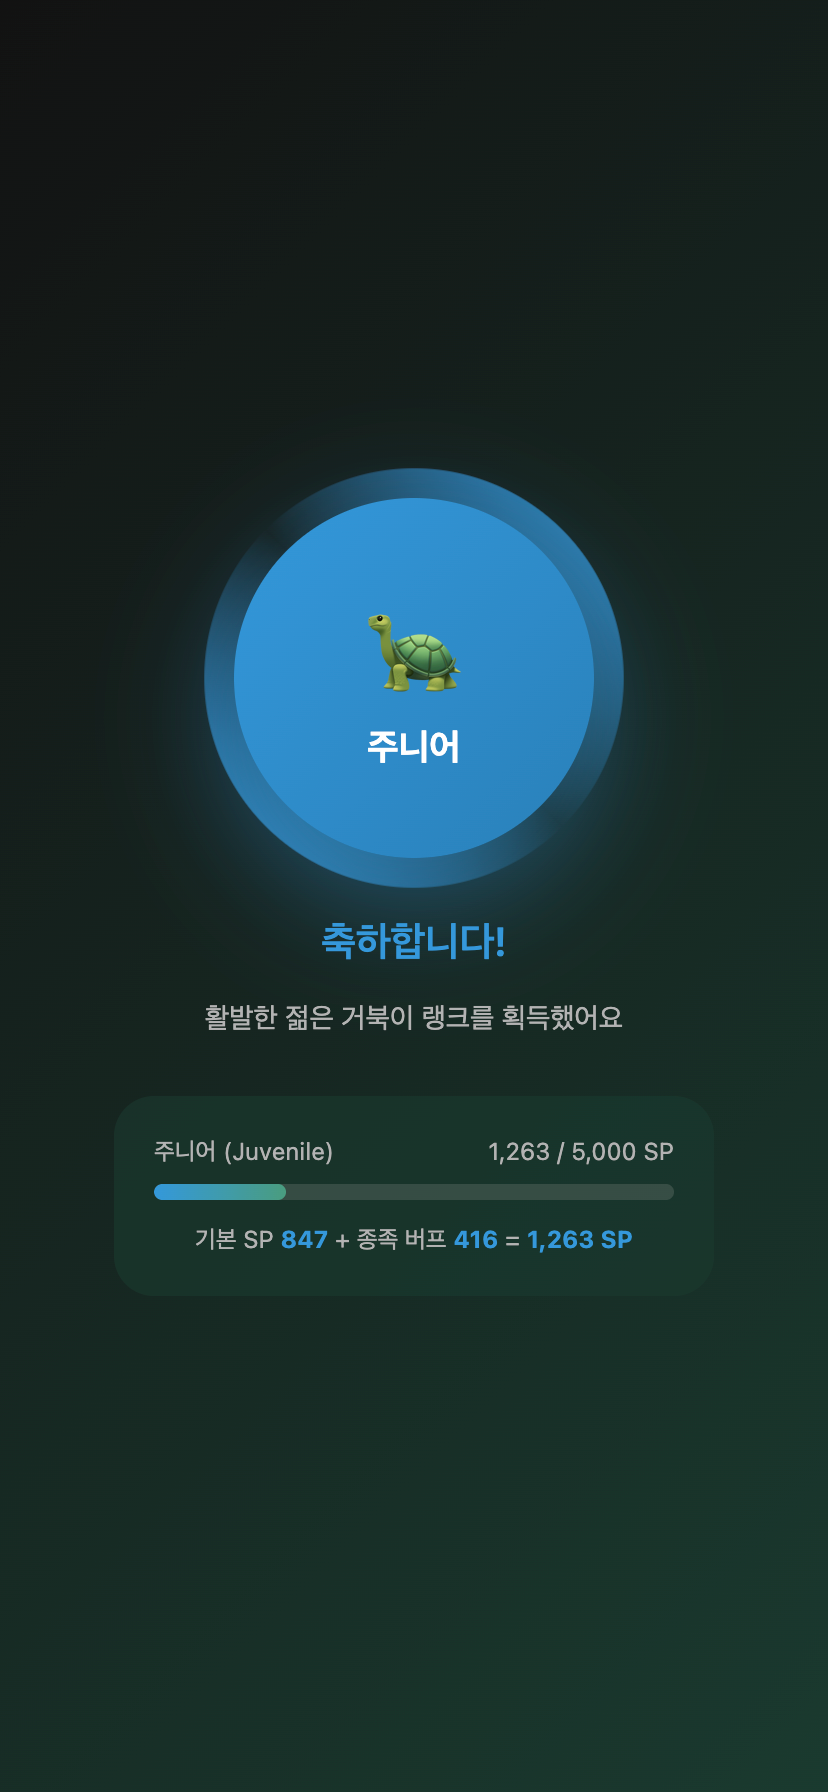 주니어
축하합니다!
활발한 젊은 거북이 랭크를 획득했어요
주니어 (Juvenile) 1,263 / 5,000 SP
기본 SP 847 + 종족 버프 416 = 1,263 SP